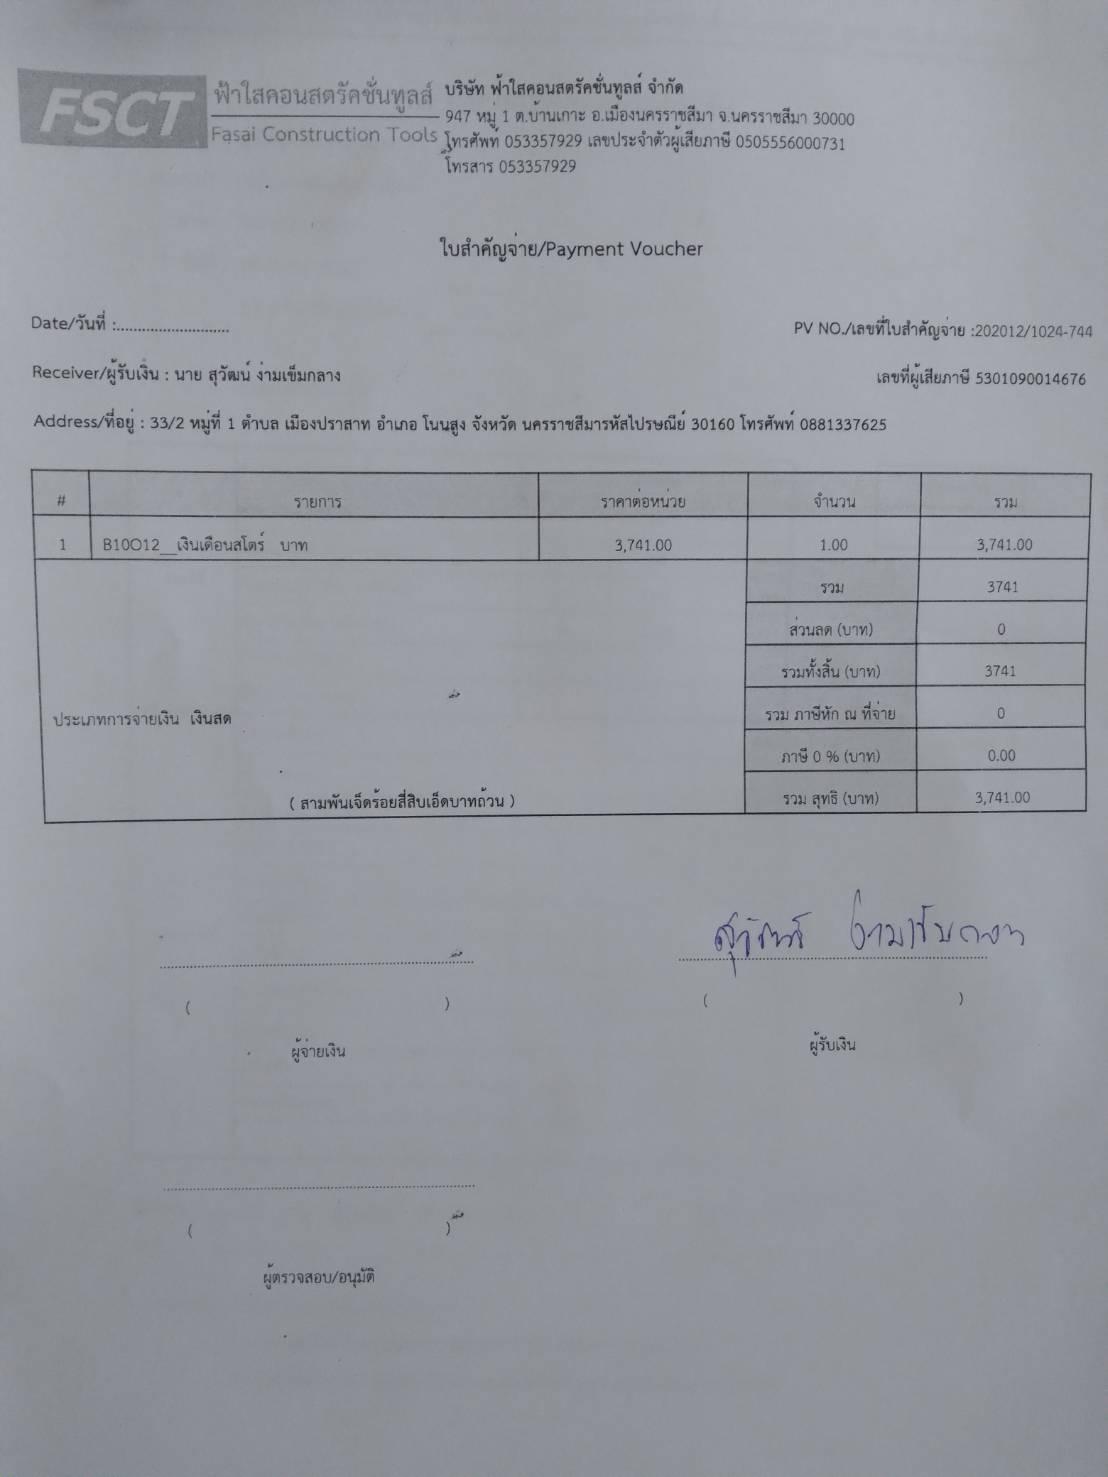 FSCT
ฟ้าใสคอนสตรัคชั่นทูลส์
Fasai Construction Tools
บริษัท ฟ้าใสคอนสตรัคชั่นทูลส์ จำกัด
947 หมู่ 1 ต.บ้านเกาะ อ.เมืองนครราชสีมา จ.นครราชสีมา 30000
โทรศัพท์ 053357929 เลขประจำตัวผู้เสียภาษี 0505556000731
โทรสาร 053357929
ใบสำคัญจ่าย/Payment Voucher
Date/วันที่ :...........................
PV NO./เลขที่ใบสำคัญจ่าย :202012/1024-744
Receiver/ผู้รับเงิน : นาย สุวัฒน์ ง่ามเข็มกลาง
เลขที่ผู้เสียภาษี 5301090014676
Address/ที่อยู่ : 33/2 หมู่ที่ 1 ตำบล เมืองปราสาท อำเภอ โนนสูง จังหวัด นครราชสีมารหัสไปรษณีย์ 30160 โทรศัพท์ 0881337625
# รายการ ราคาต่อหน่วย จำนวน รวม
1 B10O12__เงินเดือนสโตร์ บาท 3,741.00 1.00 3,741.00
รวม 3741
ส่วนลด (บาท) 0
รวมทั้งสิ้น (บาท) 3741
ประเภทการจ่ายเงิน เงินสด
รวม ภาษีหัก ณ ที่จ่าย 0
ภาษี 0 % (บาท) 0.00
( สามพันเจ็ดร้อยสี่สิบเอ็ดบาทถ้วน )
รวม สุทธิ (บาท) 3,741.00
สุวัฒน์ ง่ามเข็มกลาง
( ) ( )
ผู้จ่ายเงิน ผู้รับเงิน
( )
ผู้ตรวจสอบ/อนุมัติ